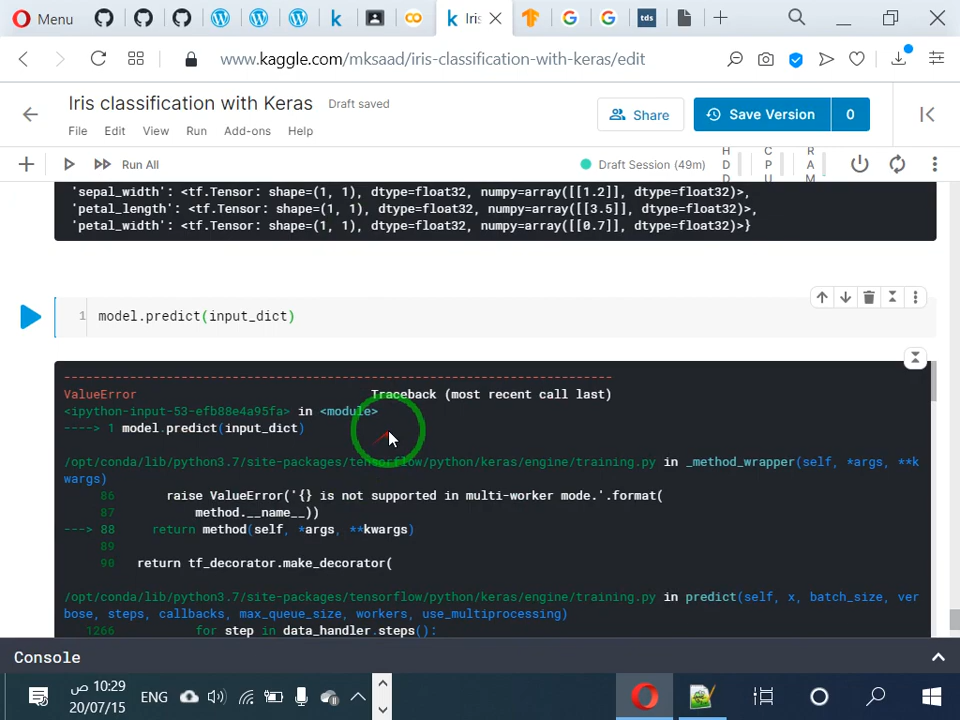 Menu
Iris
tds
www.kaggle.com/mksaad/iris-classification-with-keras/edit
Iris classification with Keras
Draft saved
Share
Save Version
0
File Edit View Run Add-ons Help
Run All
Draft Session (49m)
HDD
CPU
RAM
'sepal_width': <tf.Tensor: shape=(1, 1), dtype=float32, numpy=array([[1.2]], dtype=float32)>,
'petal_length': <tf.Tensor: shape=(1, 1), dtype=float32, numpy=array([[3.5]], dtype=float32)>,
'petal_width': <tf.Tensor: shape=(1, 1), dtype=float32, numpy=array([[0.7]], dtype=float32)>}
1 model.predict(input_dict)
---------------------------------------------------------------------------
ValueError Traceback (most recent call last)
<ipython-input-53-efb88e4a95fa> in <module>
----> 1 model.predict(input_dict)
/opt/conda/lib/python3.7/site-packages/tensorflow/python/keras/engine/training.py in _method_wrapper(self, *args, **k
wargs)
86 raise ValueError('{} is not supported in multi-worker mode.'.format(
87 method.__name__))
---> 88 return method(self, *args, **kwargs)
89
90 return tf_decorator.make_decorator(
/opt/conda/lib/python3.7/site-packages/tensorflow/python/keras/engine/training.py in predict(self, x, batch_size, ver
bose, steps, callbacks, max_queue_size, workers, use_multiprocessing)
1266 for step in data_handler.steps():
Console
10:29 ص
20/07/15
ENG